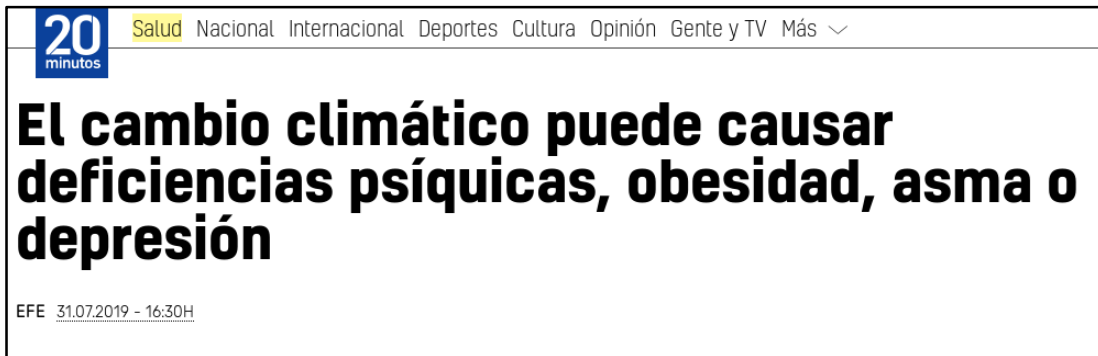 20
minutos
Salud Nacional Internacional Deportes Cultura Opinión Gente y TV Más
El cambio climático puede causar
deficiencias psíquicas, obesidad, asma o
depresión
EFE 31.07.2019 - 16:30H